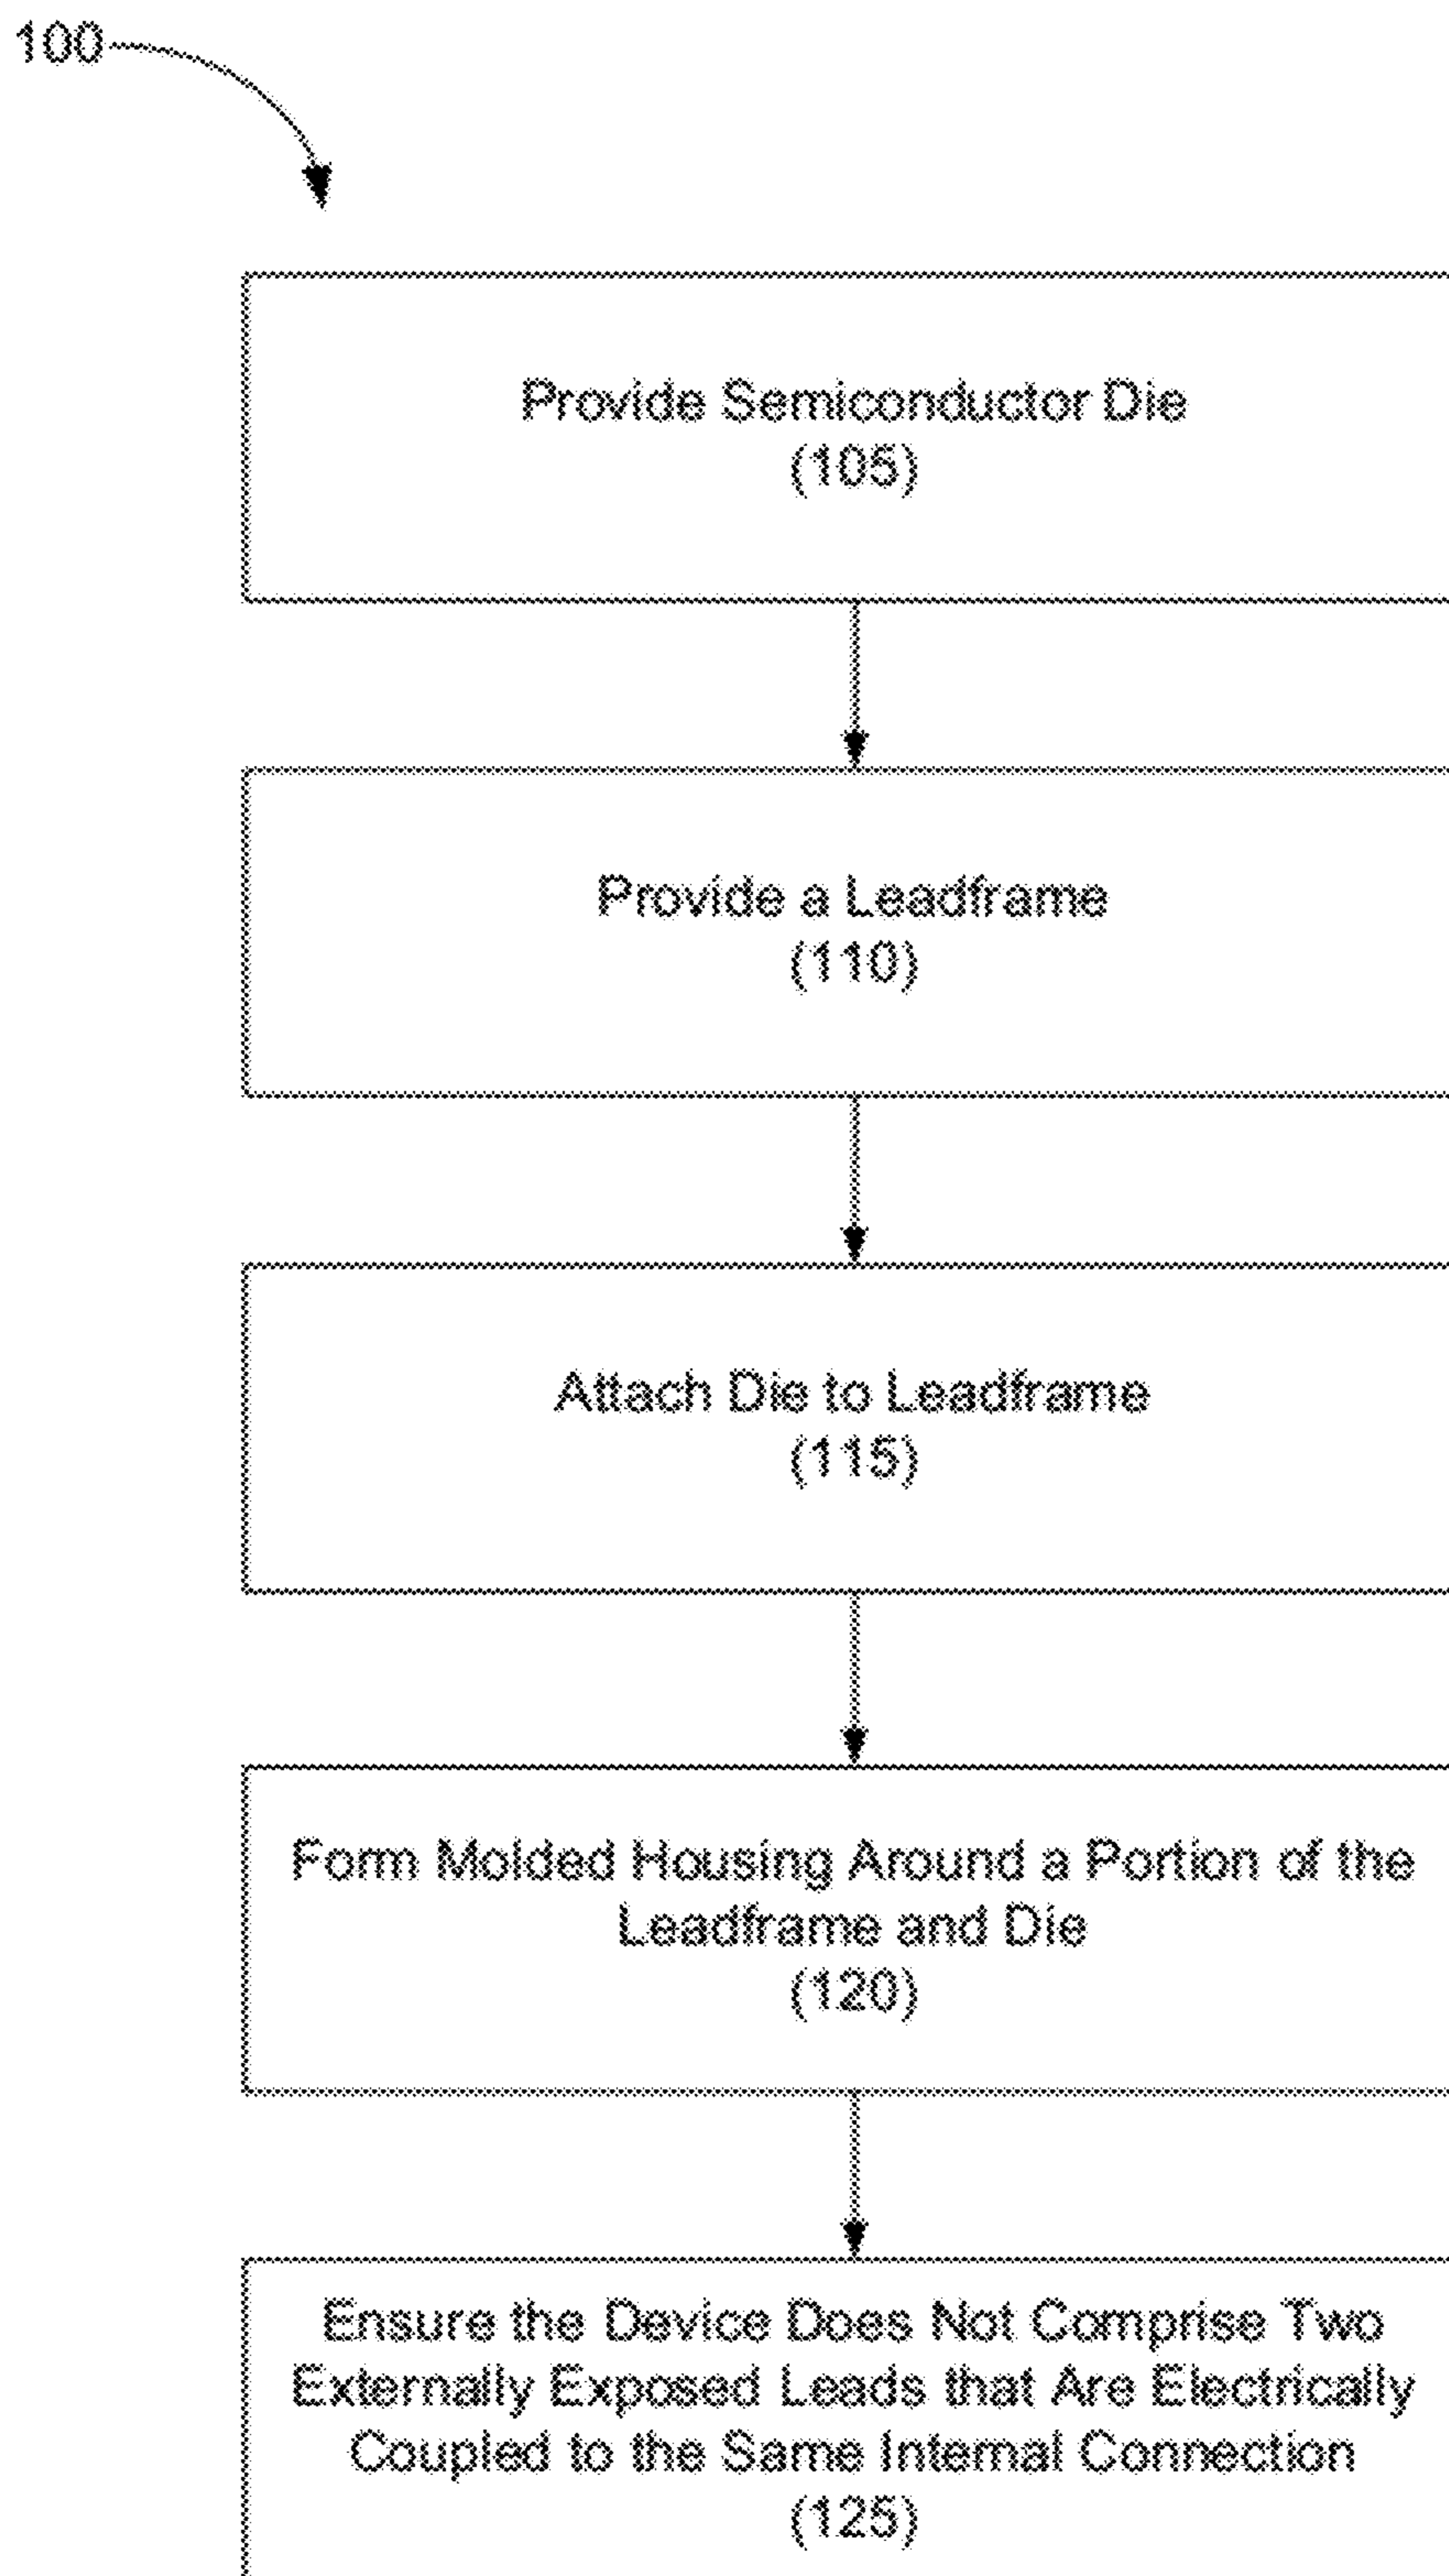 100
Provide Semiconductor Die
(105)
Provide a Leadframe
(110)
Attach Die to Leadframe
(115)
Form Molded Housing Around a Portion of the
Leadframe and Die
(120)
Ensure the Device Does Not Comprise Two
Externally Exposed Leads that Are Electrically
Coupled to the Same Internal Connection
(125)